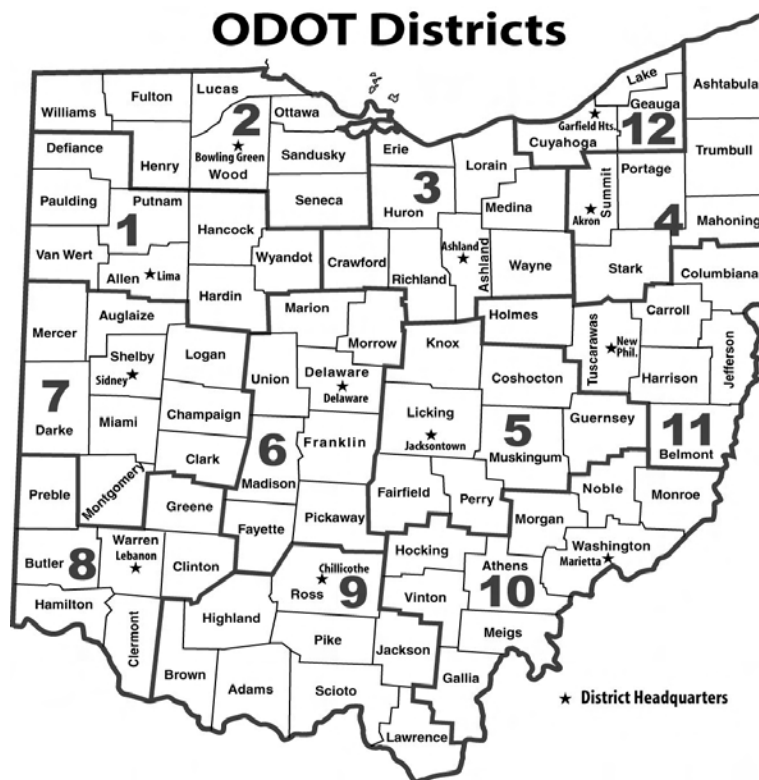 ODOT Districts
Williams
Fulton
Lucas
Ottawa
2
Bowling Green
Wood
Sandusky
Seneca
Defiance
Henry
Paulding
Putnam
1
Van Wert
Allen
Lima
Hancock
Wyandot
Hardin
Erie
Lorain
3
Huron
Medina
Crawford
Richland
Ashland
Ashland
Wayne
Lake
Geauga
Garfield Hts.
12
Cuyahoga
Ashtabula
Trumbull
Portage
Summit
Akron
4
Mahoning
Stark
Columbiana
Mercer
Auglaize
Shelby
Sidney
Logan
7
Darke
Miami
Champaign
Clark
Montgomery
Marion
Morrow
Union
Delaware
Delaware
Franklin
6
Madison
Fayette
Pickaway
Knox
Holmes
Coshocton
Licking
Jacksontown
5
Muskingum
Guernsey
Fairfield
Perry
Tuscarawas
New
Phil.
Carroll
Harrison
Jefferson
11
Belmont
Preble
Greene
Butler
8
Warren
Lebanon
Clinton
Hamilton
Clermont
Chillicothe
Ross
9
Highland
Pike
Jackson
Brown
Adams
Scioto
Lawrence
Hocking
Athens
10
Vinton
Meigs
Gallia
Morgan
Noble
Monroe
Washington
Marietta
District Headquarters